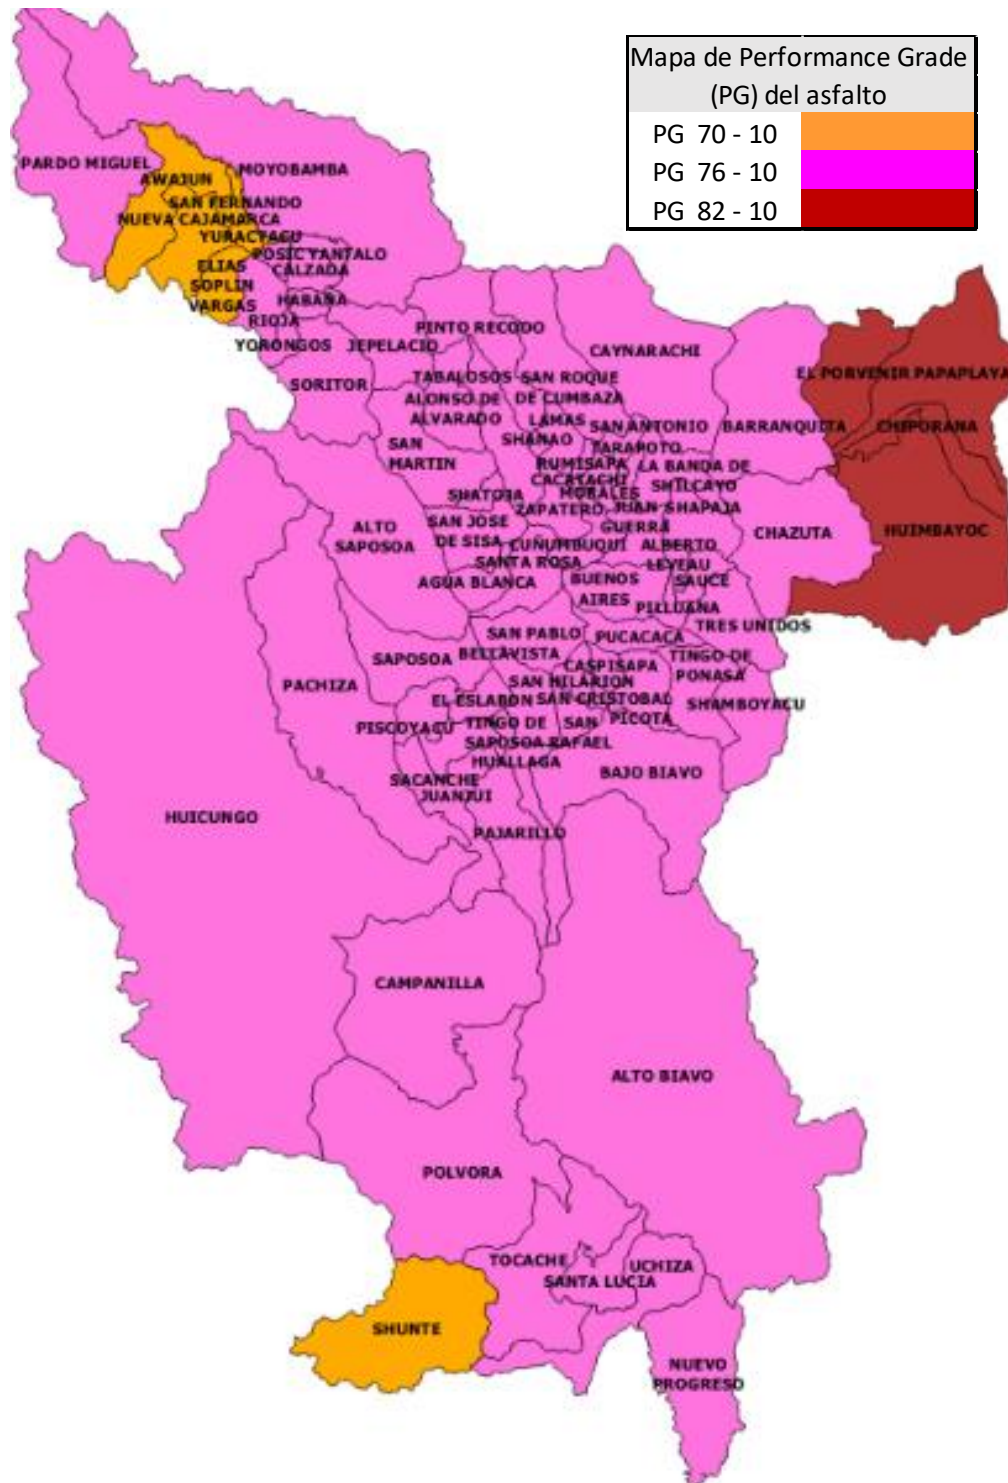 Mapa de Performance Grade
(PG) del asfalto
PG 70 - 10
PG 76 - 10
PG 82 - 10
PARDO MIGUEL
MOYOBAMBA
AWAJUN
SAN FERNANDO
NUEVA CAJAMARCA
YURACYACU
POSIC YANTALO
ELIAS
SOPLIN
VARGAS
CALZADA
HABANA
RIOJA
YORONGOS
JEPELACIO
SORITOR
PINTO RECODO
CAYNARACHI
EL PORVENIR PAPAPLAYA
TABALOSOS
SAN ROQUE
DE CUMBAZA
ALONSO DE
ALVARADO
LAMAS
SAN ANTONIO
BARRANQUITA
CHIPURANA
SHANAO
TARAPOTO
SAN
MARTIN
RUMISAPA
LA BANDA DE
SHILCAYO
CACATACHI
MORALES
SHATOJA
ZAPATERO
JUAN
GUERRA
SHAPAJA
CHAZUTA
HUIMBAYOC
ALTO
SAPOSOA
SAN JOSE
DE SISA
CUÑUMBUQUI
ALBERTO
LEVEAU
SANTA ROSA
AGUA BLANCA
BUENOS
AIRES
SAUCE
PILLUANA
TRES UNIDOS
SAN PABLO
PUCACACA
SAPOSOA
BELLAVISTA
CASPISAPA
TINGO DE
PONASA
PACHIZA
SAN HILARION
EL ESLABON
SAN CRISTOBAL
SHAMBOYACU
PISCOYACU
TINGO DE
SAPOSOA
SAN
RAFAEL
PICOTA
HUALLAGA
BAJO BIAVO
SACANCHE
JUANJUI
HUICUNGO
PAJARILLO
CAMPANILLA
ALTO BIAVO
POLVORA
TOCACHE
UCHIZA
SANTA LUCIA
SHUNTE
NUEVO
PROGRESO